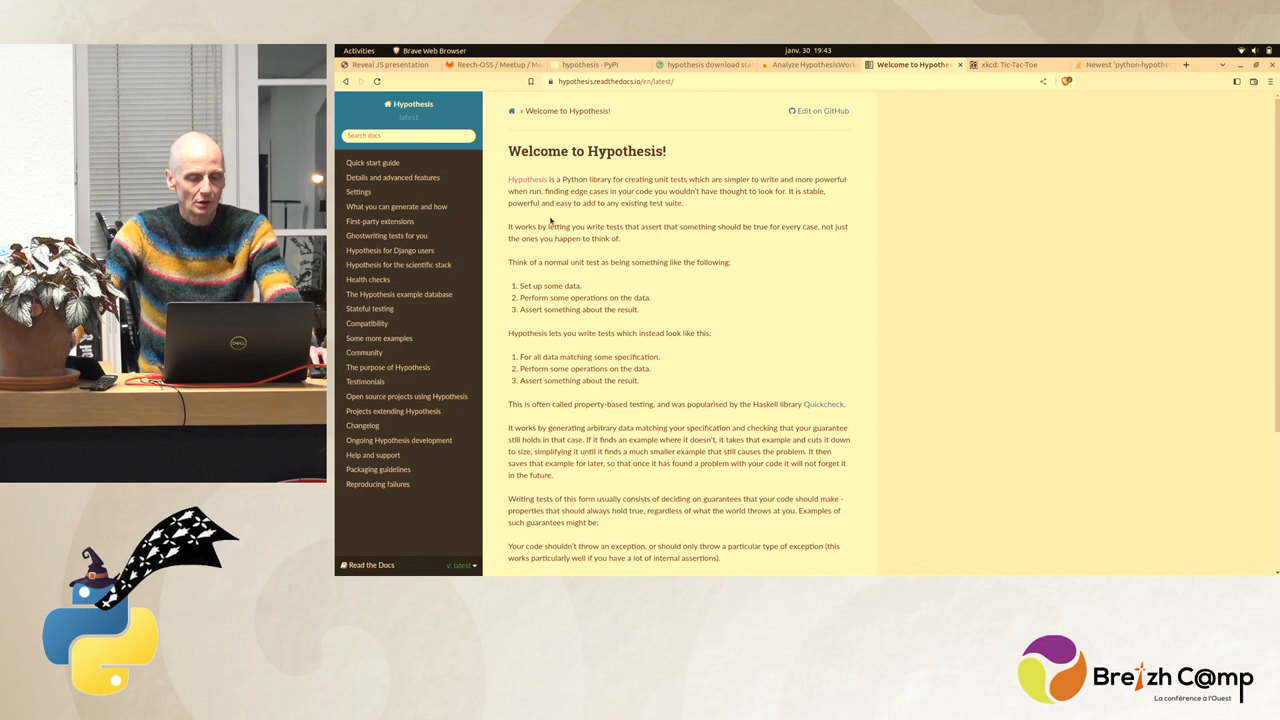 Activities
Brave Web Browser
janv. 30 19:43
Reveal JS presentation
Reech-OSS / Meetup / Me
hypothesis · PyPI
hypothesis download sta
Analyze HypothesisWor
Welcome to Hypothes
xkcd: Tic-Tac-Toe
Newest 'python-hypothe
hypothesis.readthedocs.io/en/latest/
Hypothesis
latest
Search docs
Quick start guide
Details and advanced features
Settings
What you can generate and how
First-party extensions
Ghostwriting tests for you
Hypothesis for Django users
Hypothesis for the scientific stack
Health checks
The Hypothesis example database
Stateful testing
Compatibility
Some more examples
Community
The purpose of Hypothesis
Testimonials
Open source projects using Hypothesis
Projects extending Hypothesis
Changelog
Ongoing Hypothesis development
Help and support
Packaging guidelines
Reproducing failures
Read the Docs
v: latest
» Welcome to Hypothesis!
Edit on GitHub
Welcome to Hypothesis!
Hypothesis is a Python library for creating unit tests which are simpler to write and more powerful
when run, finding edge cases in your code you wouldn't have thought to look for. It is stable,
powerful and easy to add to any existing test suite.
It works by letting you write tests that assert that something should be true for every case, not just
the ones you happen to think of.
Think of a normal unit test as being something like the following:
1. Set up some data.
2. Perform some operations on the data.
3. Assert something about the result.
Hypothesis lets you write tests which instead look like this:
1. For all data matching some specification.
2. Perform some operations on the data.
3. Assert something about the result.
This is often called property-based testing, and was popularised by the Haskell library Quickcheck.
It works by generating arbitrary data matching your specification and checking that your guarantee
still holds in that case. If it finds an example where it doesn't, it takes that example and cuts it down
to size, simplifying it until it finds a much smaller example that still causes the problem. It then
saves that example for later, so that once it has found a problem with your code it will not forget it
in the future.
Writing tests of this form usually consists of deciding on guarantees that your code should make -
properties that should always hold true, regardless of what the world throws at you. Examples of
such guarantees might be:
Your code shouldn't throw an exception, or should only throw a particular type of exception (this
works particularly well if you have a lot of internal assertions).
DELL
Breizh C@mp
La conférence à l'Ouest